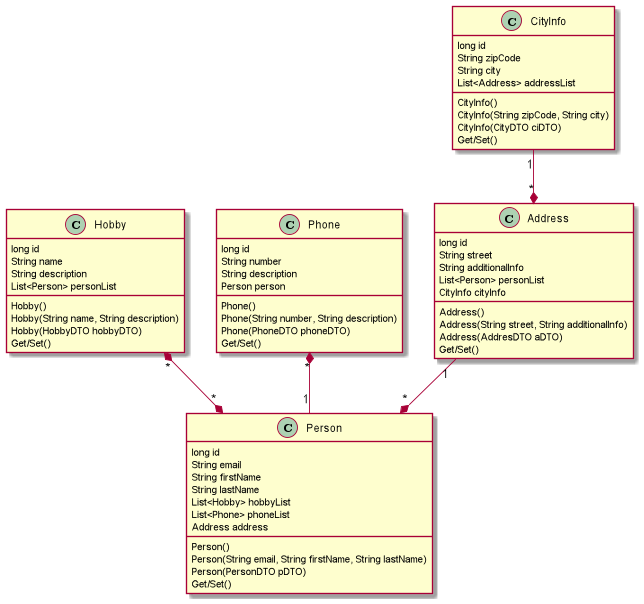 C CityInfo
long id
String zipCode
String city
List<Address> addressList
CityInfo()
CityInfo(String zipCode, String city)
CityInfo(CityDTO ciDTO)
Get/Set()
1
*
C Hobby
long id
String name
String description
List<Person> personList
Hobby()
Hobby(String name, String description)
Hobby(HobbyDTO hobbyDTO)
Get/Set()
C Phone
long id
String number
String description
Person person
Phone()
Phone(String number, String description)
Phone(PhoneDTO phoneDTO)
Get/Set()
C Address
long id
String street
String additionalInfo
List<Person> personList
CityInfo cityInfo
Address()
Address(String street, String additionalInfo)
Address(AddresDTO aDTO)
Get/Set()
*
*
*
1
1
*
C Person
long id
String email
String firstName
String lastName
List<Hobby> hobbyList
List<Phone> phoneList
Address address
Person()
Person(String email, String firstName, String lastName)
Person(PersonDTO pDTO)
Get/Set()